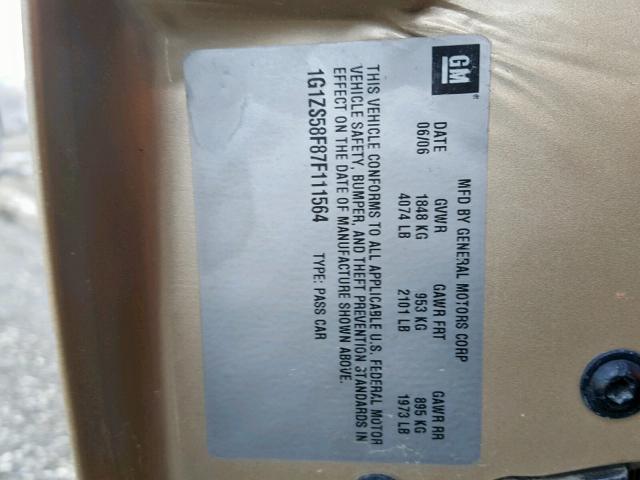 GM
MFD BY GENERAL MOTORS CORP
DATE GVWR GAWR FRT GAWR RR
06/06 1848 KG 953 KG 895 KG
4074 LB 2101 LB 1973 LB
THIS VEHICLE CONFORMS TO ALL APPLICABLE U.S. FEDERAL MOTOR
VEHICLE SAFETY, BUMPER, AND THEFT PREVENTION STANDARDS IN
EFFECT ON THE DATE OF MANUFACTURE SHOWN ABOVE.
1G1ZS58F87F111564 TYPE: PASS CAR